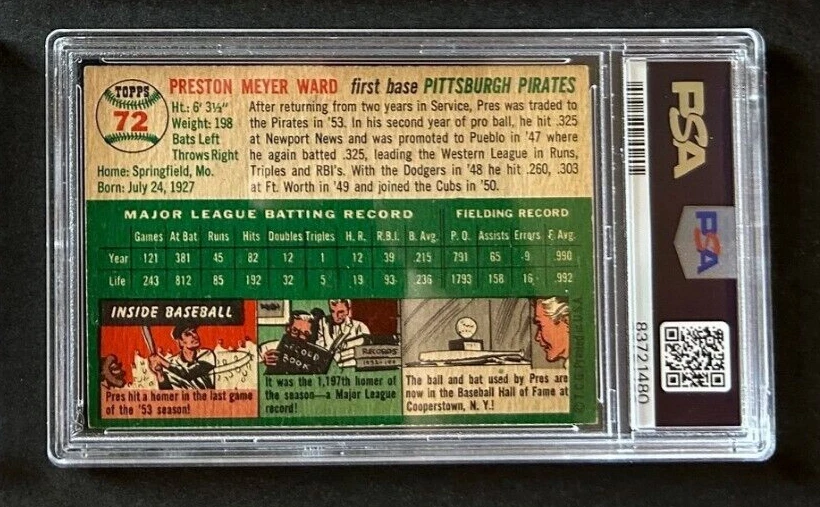 TOPPS
72
PRESTON MEYER WARD first base PITTSBURGH PIRATES
Ht.: 6' 3½"
Weight: 198
Bats Left
Throws Right
Home: Springfield, Mo.
Born: July 24, 1927
After returning from two years in Service, Pres was traded to
the Pirates in '53. In his second year of pro ball, he hit .325
at Newport News and was promoted to Pueblo in '47 where
he again batted .325, leading the Western League in Runs,
Triples and RBI's. With the Dodgers in '48 he hit .260, .303
at Ft. Worth in '49 and joined the Cubs in '50.
MAJOR LEAGUE BATTING RECORD FIELDING RECORD
Games At Bat Runs Hits Doubles Triples H. R. R.B.I. B. Avg. P. O. Assists Errors F. Avg.
Year 121 381 45 82 12 1 12 39 .215 791 65 9 .990
Life 243 812 85 192 32 5 19 93 .236 1793 158 16 .992
INSIDE BASEBALL
Pres hit a homer in the last game
of the '53 season!
RECORD
BOOK
RECORDS
It was the 1,197th homer of
the season—a Major League
record!
The ball and bat used by Pres are
now in the Baseball Hall of Fame at
Cooperstown, N. Y.!
©T.C.G. Printed in U.S.A.
83721480
PSA
PSA